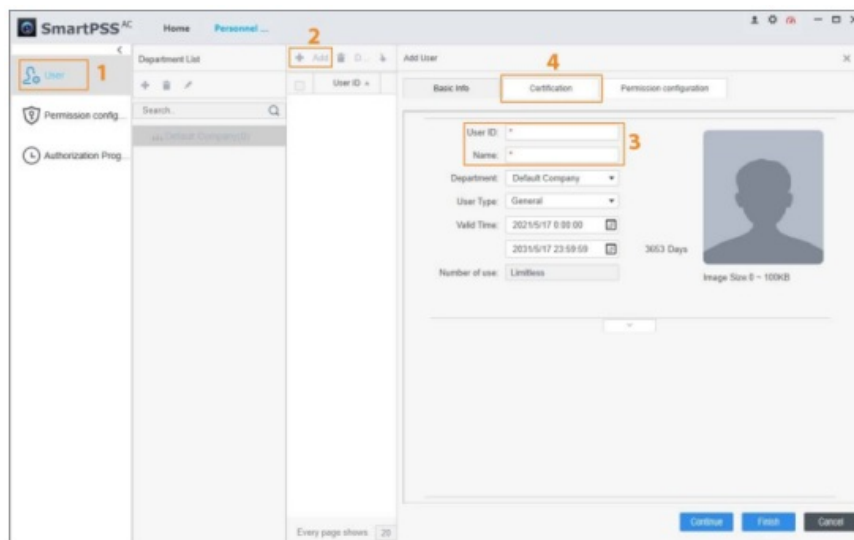 SmartPSS AC
Home
Personnel ...
1
User
Permission config...
Authorization Prog...
Department List
Search...
Default Company(0)
2
Add
D...
User ID
Every page shows 20
Add User
4
Basic Info
Certification
Permission configuration
User ID: *
Name: *
3
Department: Default Company
User Type: General
Valid Time: 2021/5/17 0:00:00
2031/5/17 23:59:59
3653 Days
Number of use: Limitless
Image Size 0 ~ 100KB
Continue
Finish
Cancel